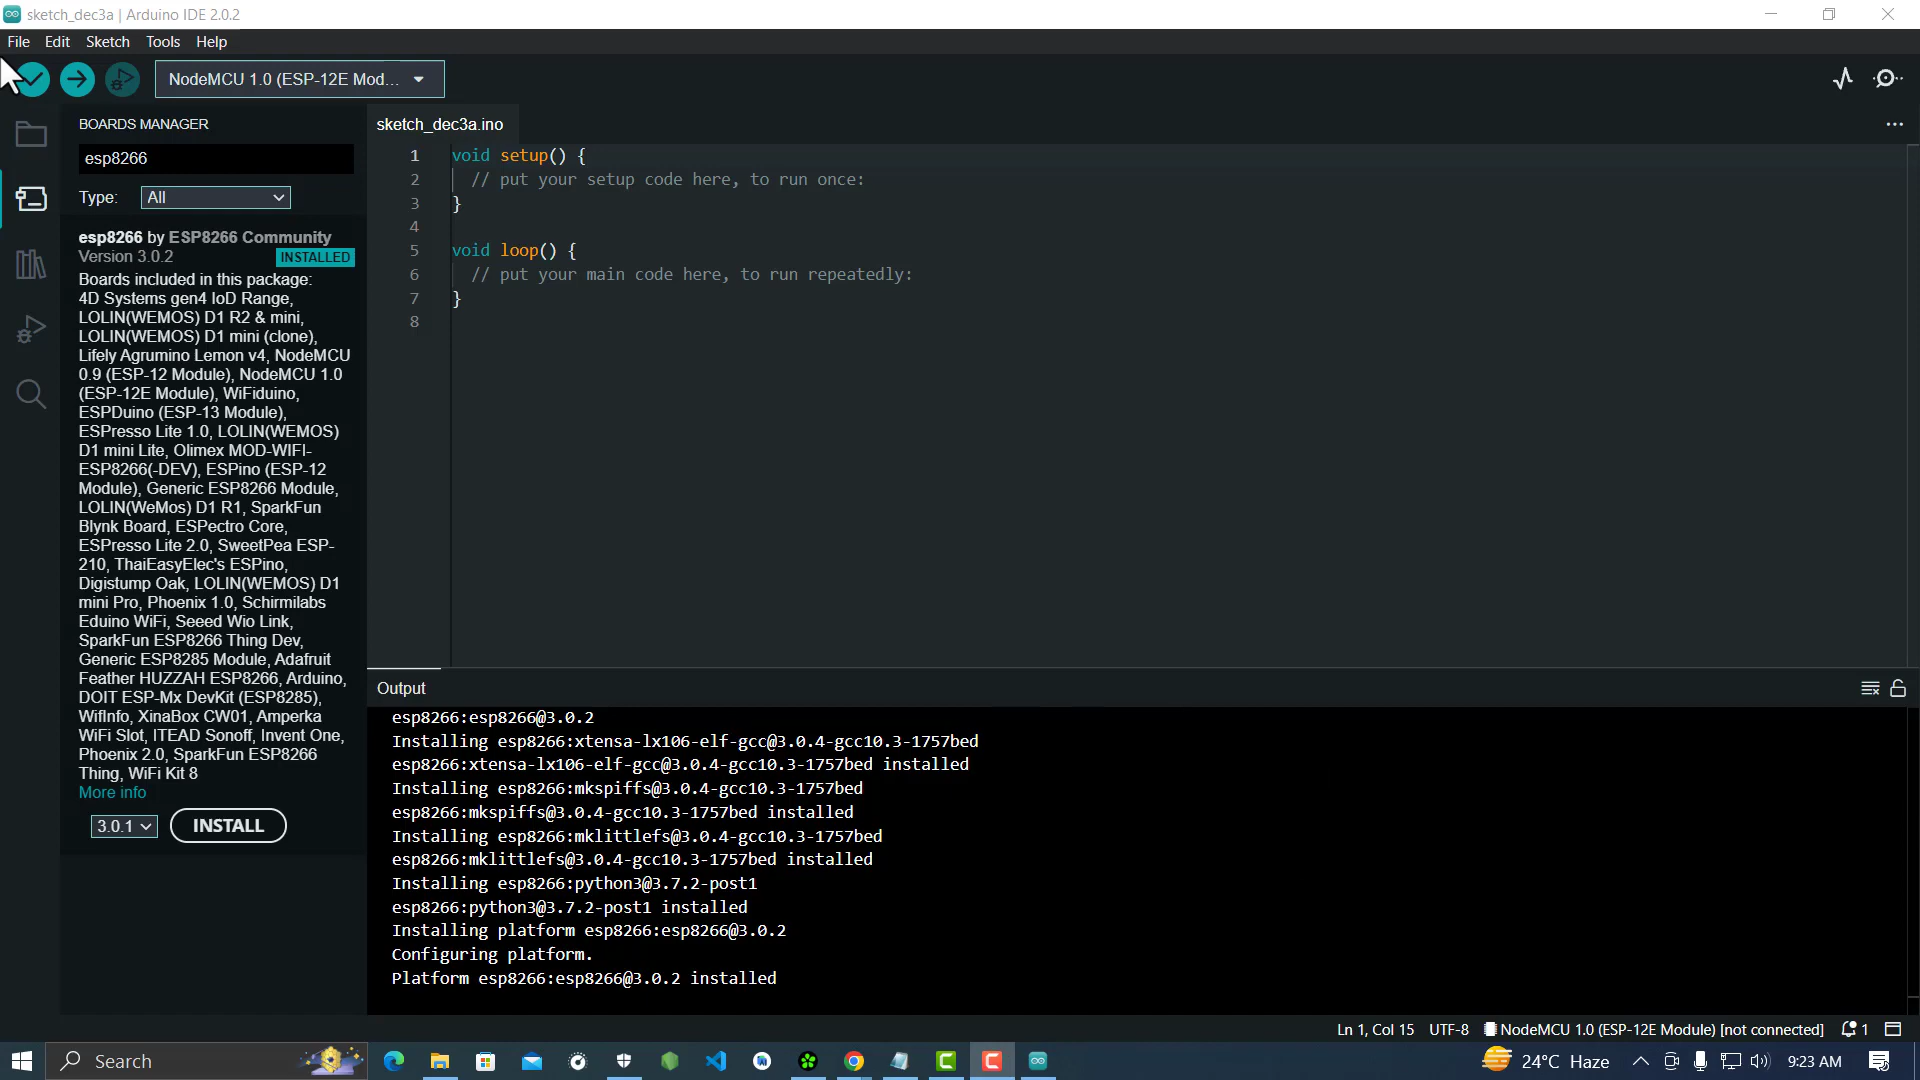 sketch_dec3a | Arduino IDE 2.0.2
File Edit Sketch Tools Help
NodeMCU 1.0 (ESP-12E Mod...
BOARDS MANAGER
esp8266
Type: All
esp8266 by ESP8266 Community
Version 3.0.2 INSTALLED
Boards included in this package:
4D Systems gen4 IoD Range,
LOLIN(WEMOS) D1 R2 & mini,
LOLIN(WEMOS) D1 mini (clone),
Lifely Agrumino Lemon v4, NodeMCU
0.9 (ESP-12 Module), NodeMCU 1.0
(ESP-12E Module), WiFiduino,
ESPDuino (ESP-13 Module),
ESPresso Lite 1.0, LOLIN(WEMOS)
D1 mini Lite, Olimex MOD-WIFI-
ESP8266(-DEV), ESPino (ESP-12
Module), Generic ESP8266 Module,
LOLIN(WeMos) D1 R1, SparkFun
Blynk Board, ESPectro Core,
ESPresso Lite 2.0, SweetPea ESP-
210, ThaiEasyElec's ESPino,
Digistump Oak, LOLIN(WEMOS) D1
mini Pro, Phoenix 1.0, Schirmilabs
Eduino WiFi, Seeed Wio Link,
SparkFun ESP8266 Thing Dev,
Generic ESP8285 Module, Adafruit
Feather HUZZAH ESP8266, Arduino,
DOIT ESP-Mx DevKit (ESP8285),
WifInfo, XinaBox CW01, Amperka
WiFi Slot, ITEAD Sonoff, Invent One,
Phoenix 2.0, SparkFun ESP8266
Thing, WiFi Kit 8
More info
3.0.1 INSTALL
sketch_dec3a.ino
1 void setup() {
2 // put your setup code here, to run once:
3 }
4
5 void loop() {
6 // put your main code here, to run repeatedly:
7 }
8
Output
esp8266:esp8266@3.0.2
Installing esp8266:xtensa-lx106-elf-gcc@3.0.4-gcc10.3-1757bed
esp8266:xtensa-lx106-elf-gcc@3.0.4-gcc10.3-1757bed installed
Installing esp8266:mkspiffs@3.0.4-gcc10.3-1757bed
esp8266:mkspiffs@3.0.4-gcc10.3-1757bed installed
Installing esp8266:mklittlefs@3.0.4-gcc10.3-1757bed
esp8266:mklittlefs@3.0.4-gcc10.3-1757bed installed
Installing esp8266:python3@3.7.2-post1
esp8266:python3@3.7.2-post1 installed
Installing platform esp8266:esp8266@3.0.2
Configuring platform.
Platform esp8266:esp8266@3.0.2 installed
Ln 1, Col 15 UTF-8 NodeMCU 1.0 (ESP-12E Module) [not connected] 1
Search 24°C Haze 9:23 AM